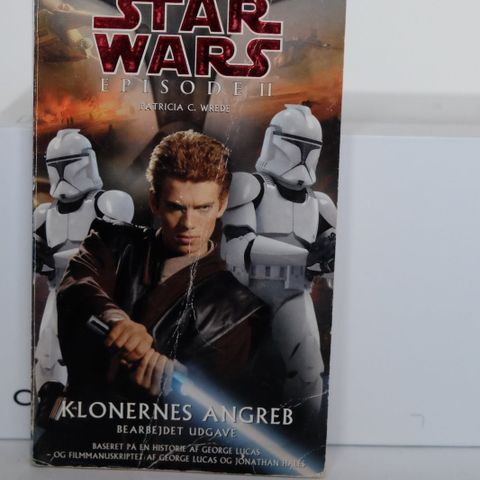 STAR
WARS
EPISODE II
PATRICIA C. WREDE
KLONERNES ANGREB
BEARBEJDET UDGAVE
BASERET PÅ EN HISTORIE AF GEORGE LUCAS
- OG FILMMANUSKRIPTET AF GEORGE LUCAS OG JONATHAN HALES